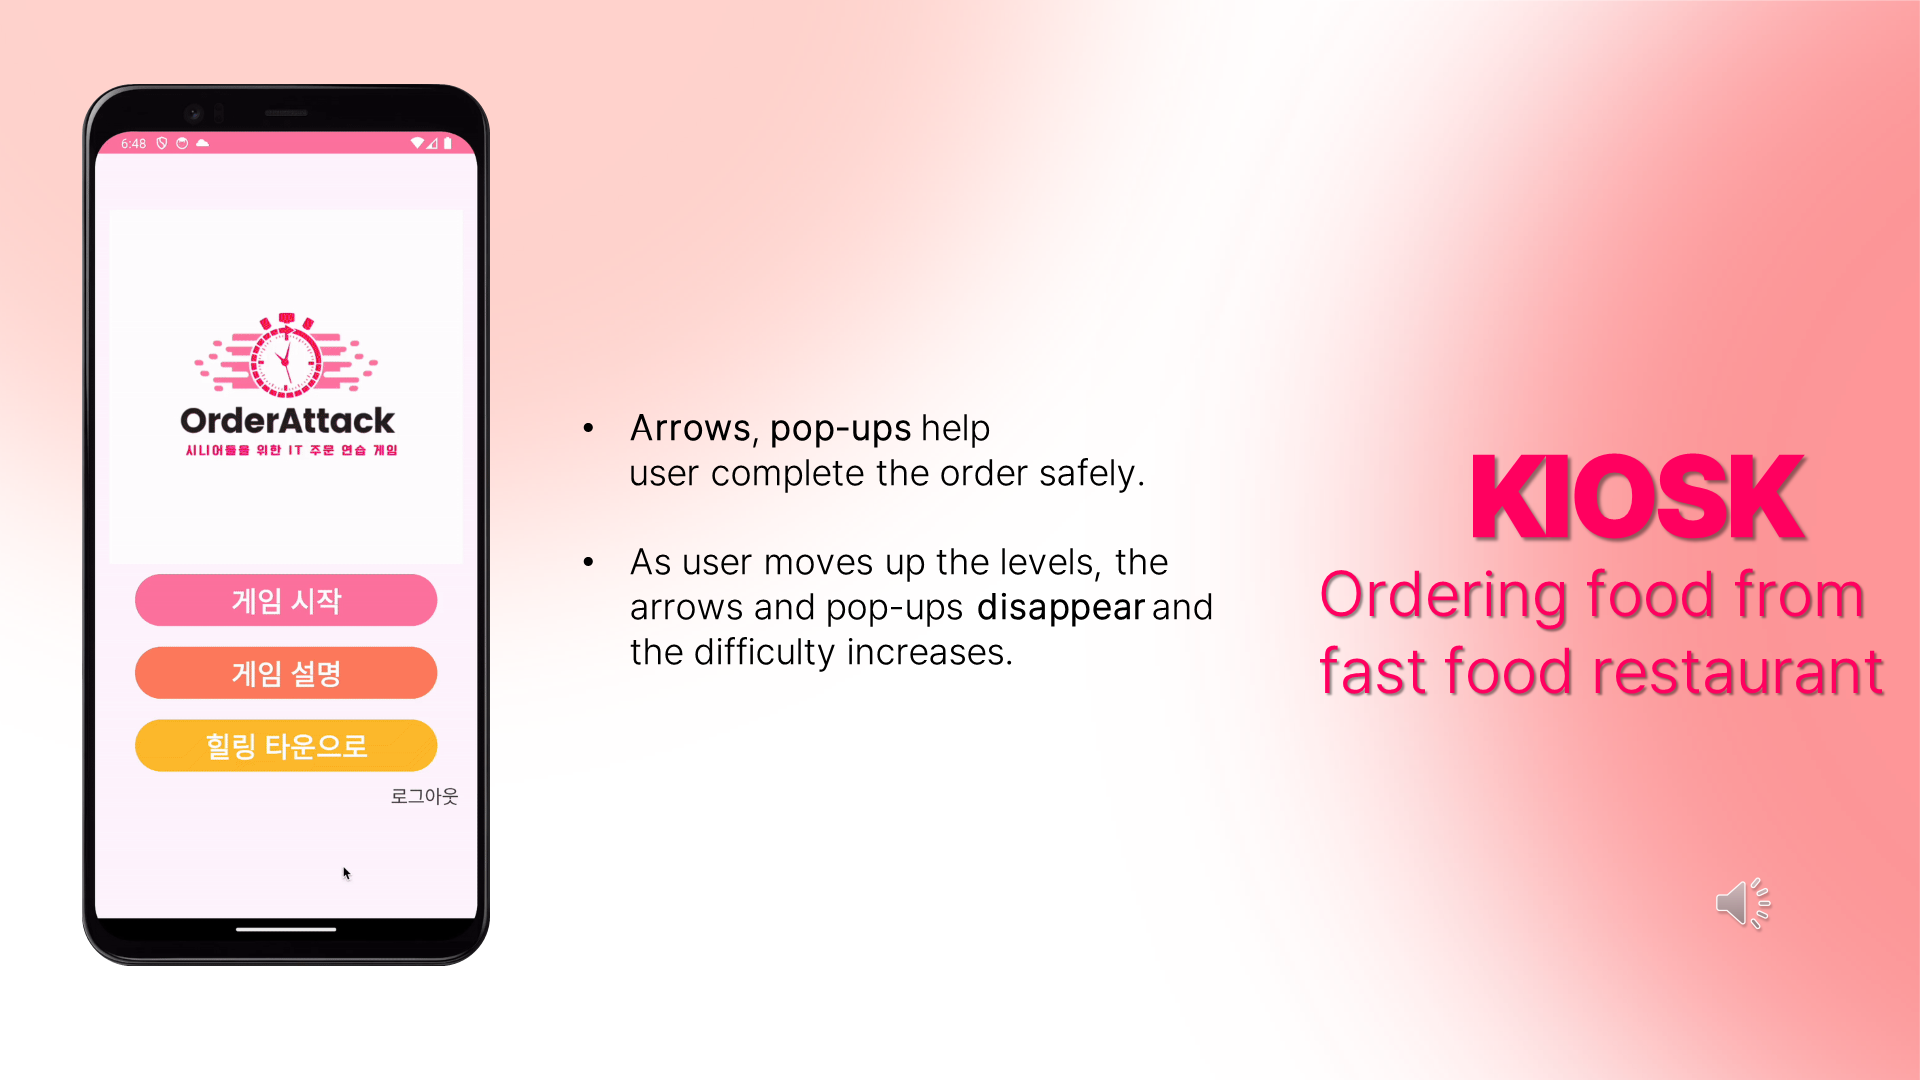 6:48
OrderAttack
시니어들을 위한 IT 주문 연습 게임
게임 시작
게임 설명
힐링 타운으로
로그아웃
• Arrows, pop-ups help
user complete the order safely.
• As user moves up the levels, the
arrows and pop-ups disappear and
the difficulty increases.
KIOSK
Ordering food from
fast food restaurant